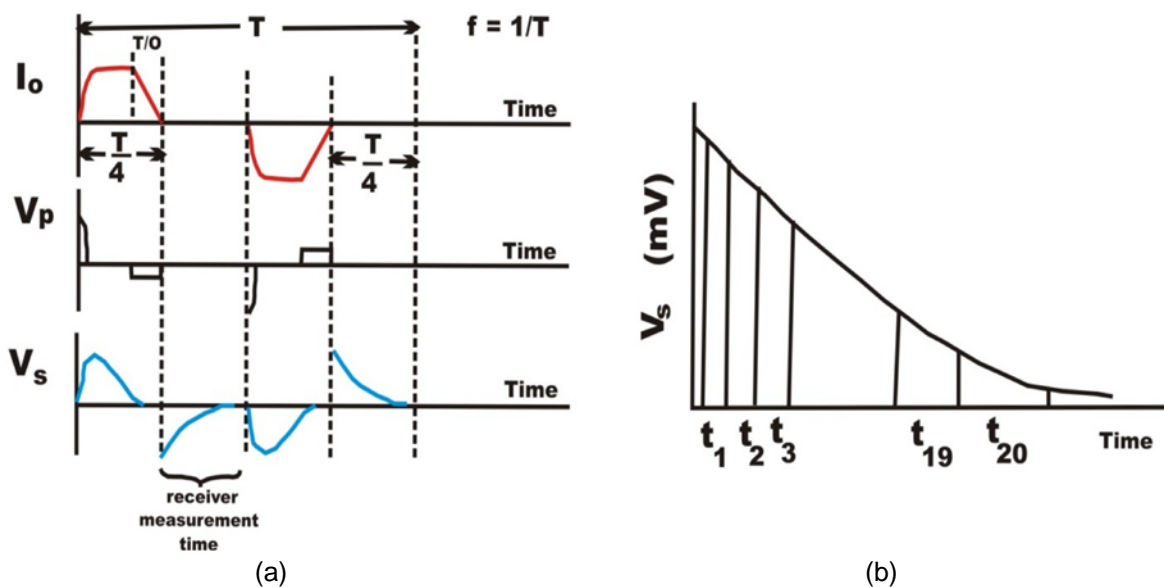 T
f = 1/T
T/O
Io
Time
T
4
T
4
Vp
Time
Vs
Time
receiver
measurement
time
(a)
Vs (mV)
t1 t2 t3 t19 t20 Time
(b)